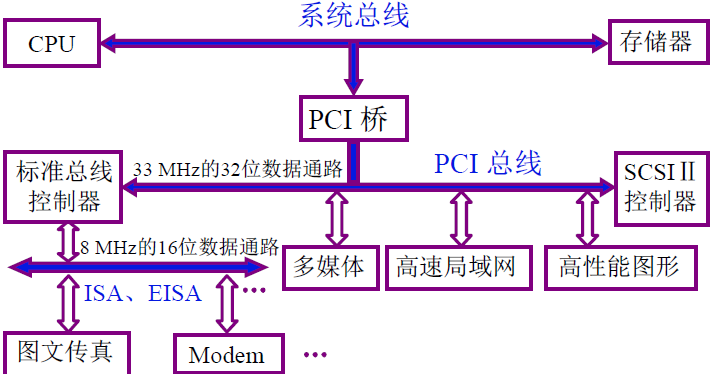 系统总线
CPU
存储器
PCI 桥
标准总线
控制器
33 MHz的32位数据通路
PCI 总线
SCSI Ⅱ
控制器
8 MHz的16位数据通路
多媒体
高速局域网
高性能图形
ISA、EISA
…
图文传真
Modem
…